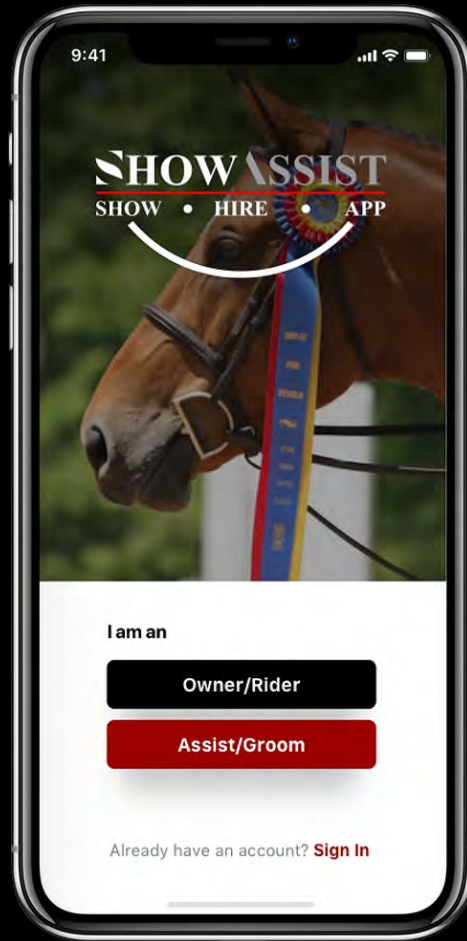 9:41
SHOWASSIST
SHOW • HIRE • APP
I am an
Owner/Rider
Assist/Groom
Already have an account? Sign In